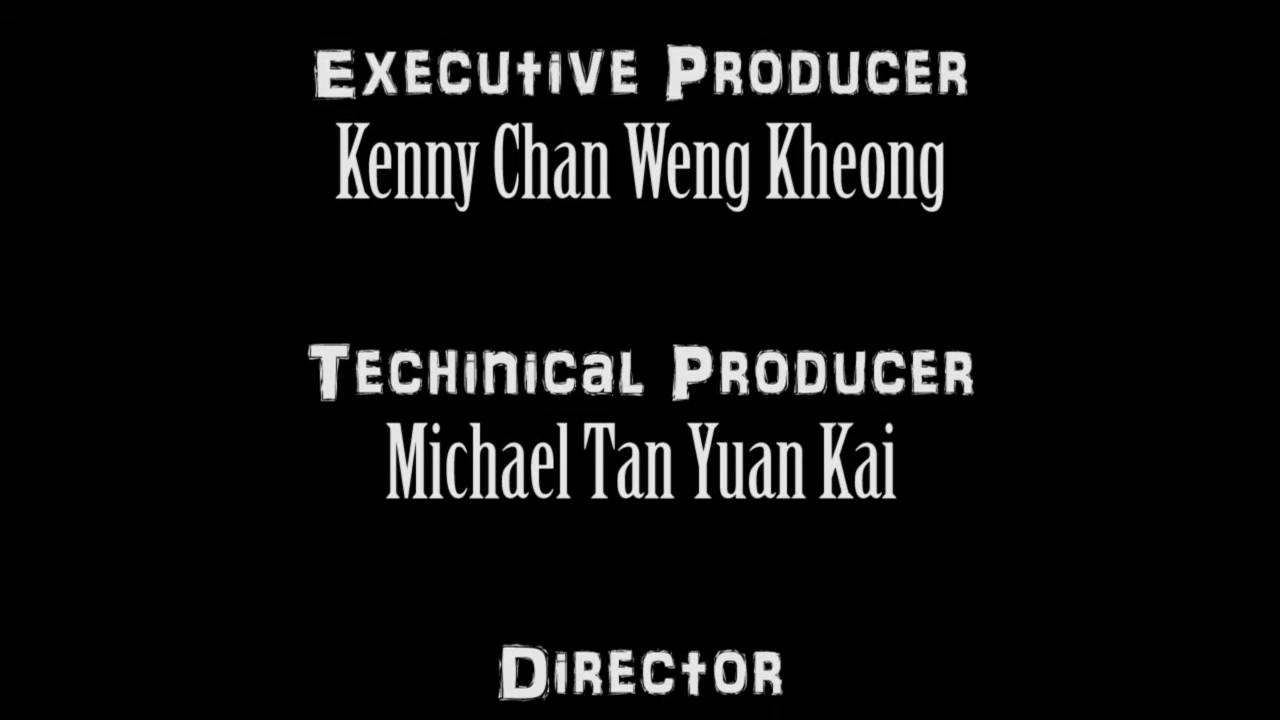 Executive Producer
Kenny Chan Weng Kheong
Techinical Producer
Michael Tan Yuan Kai
Director